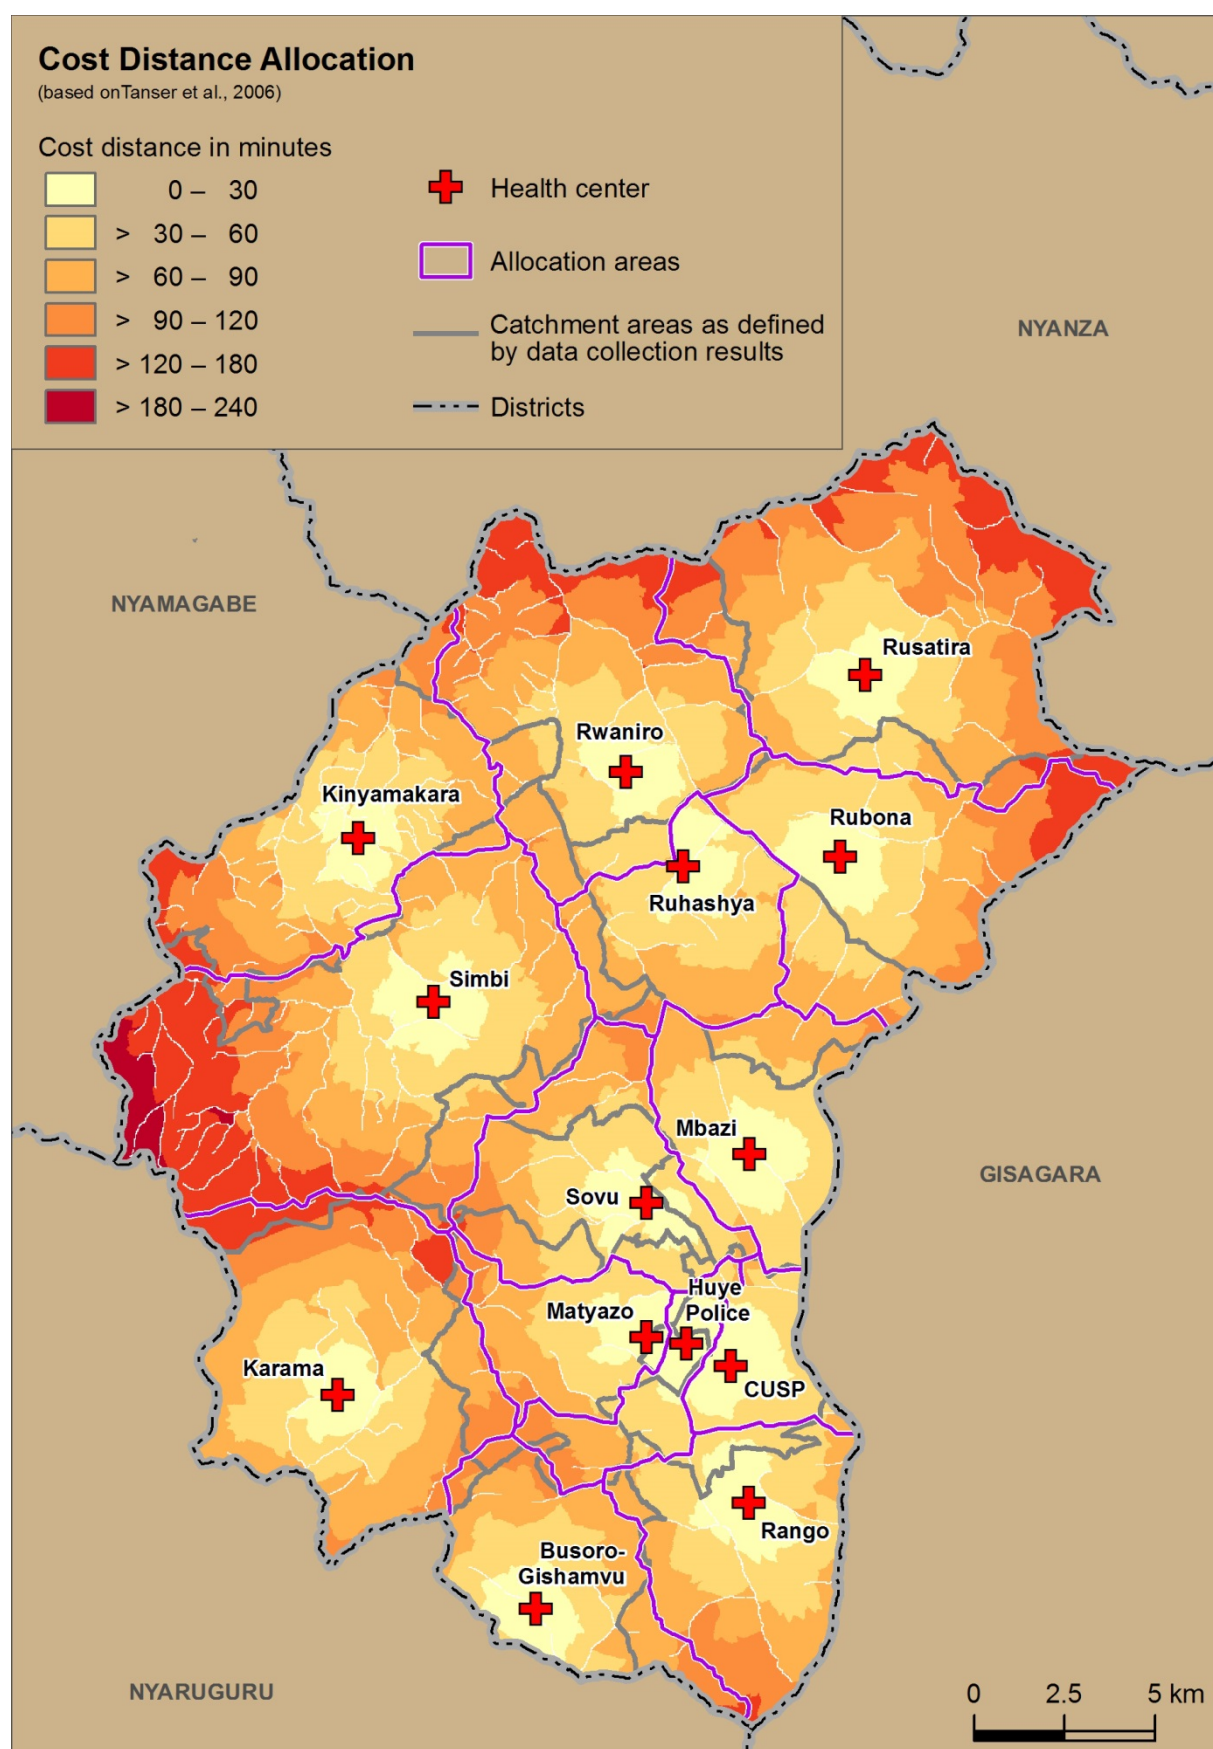 Cost Distance Allocation
(based onTanser et al., 2006)
Cost distance in minutes
0 – 30
> 30 – 60
> 60 – 90
> 90 – 120
> 120 – 180
> 180 – 240
Health center
Allocation areas
Catchment areas as defined
by data collection results
Districts
NYANZA
NYAMAGABE
Rusatira
Rwaniro
Kinyamakara
Rubona
Ruhashya
Simbi
Mbazi
GISAGARA
Sovu
Huye
Police
Matyazo
Karama
CUSP
Rango
Busoro-
Gishamvu
NYARUGURU
0 2.5 5 km